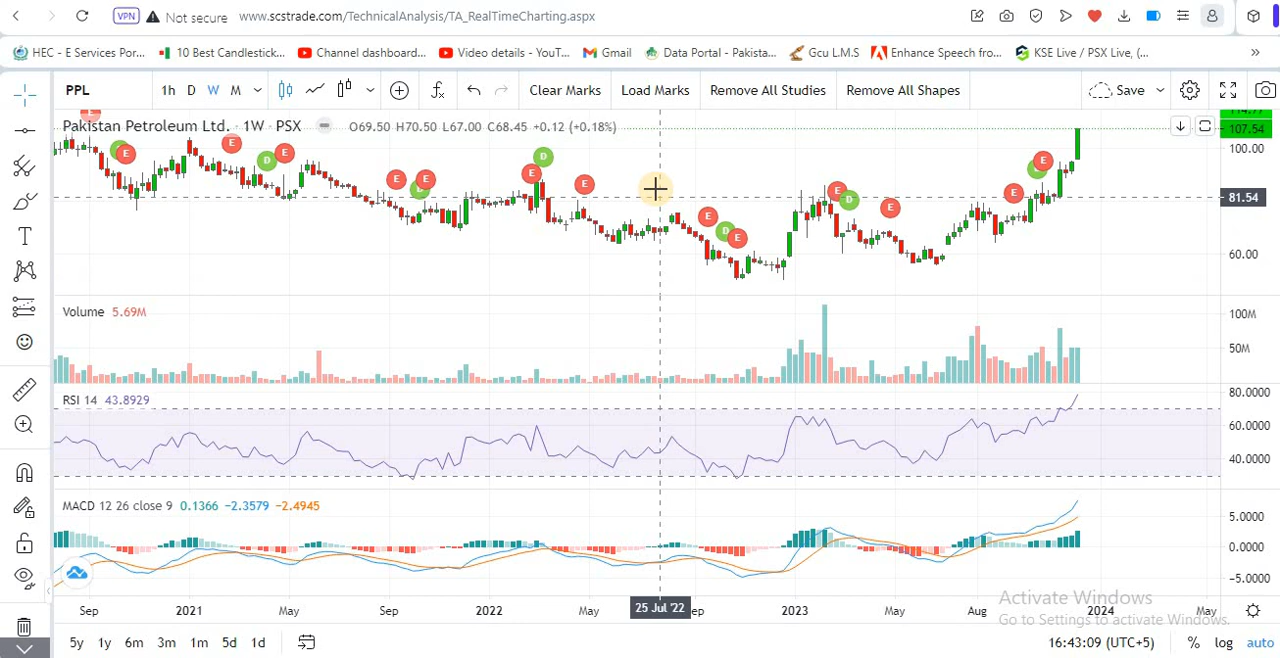 VPN Not secure www.scstrade.com/TechnicalAnalysis/TA_RealTimeCharting.aspx
HEC - E Services Por... 10 Best Candlestick... Channel dashboard... Video details - YouT... Gmail Data Portal - Pakista... Gcu L.M.S Enhance Speech fro... KSE Live / PSX Live, (... »
PPL 1h D W M Clear Marks Load Marks Remove All Studies Remove All Shapes Save
Pakistan Petroleum Ltd. · 1W · PSX O69.50 H70.50 L67.00 C68.45 +0.12 (+0.18%)
107.54
100.00
81.54
60.00
E E D E E D E D E E E D E E D E E D E
Volume 5.69M
100M
50M
RSI 14 43.8929
80.0000
60.0000
40.0000
MACD 12 26 close 9 0.1366 −2.3579 −2.4945
5.0000
0.0000
−5.0000
Sep 2021 May Sep 2022 May 25 Jul '22 ep 2023 May Aug 2024 May
Activate Windows
Go to Settings to activate Windows.
5y 1y 6m 3m 1m 5d 1d 16:43:09 (UTC+5) % log auto